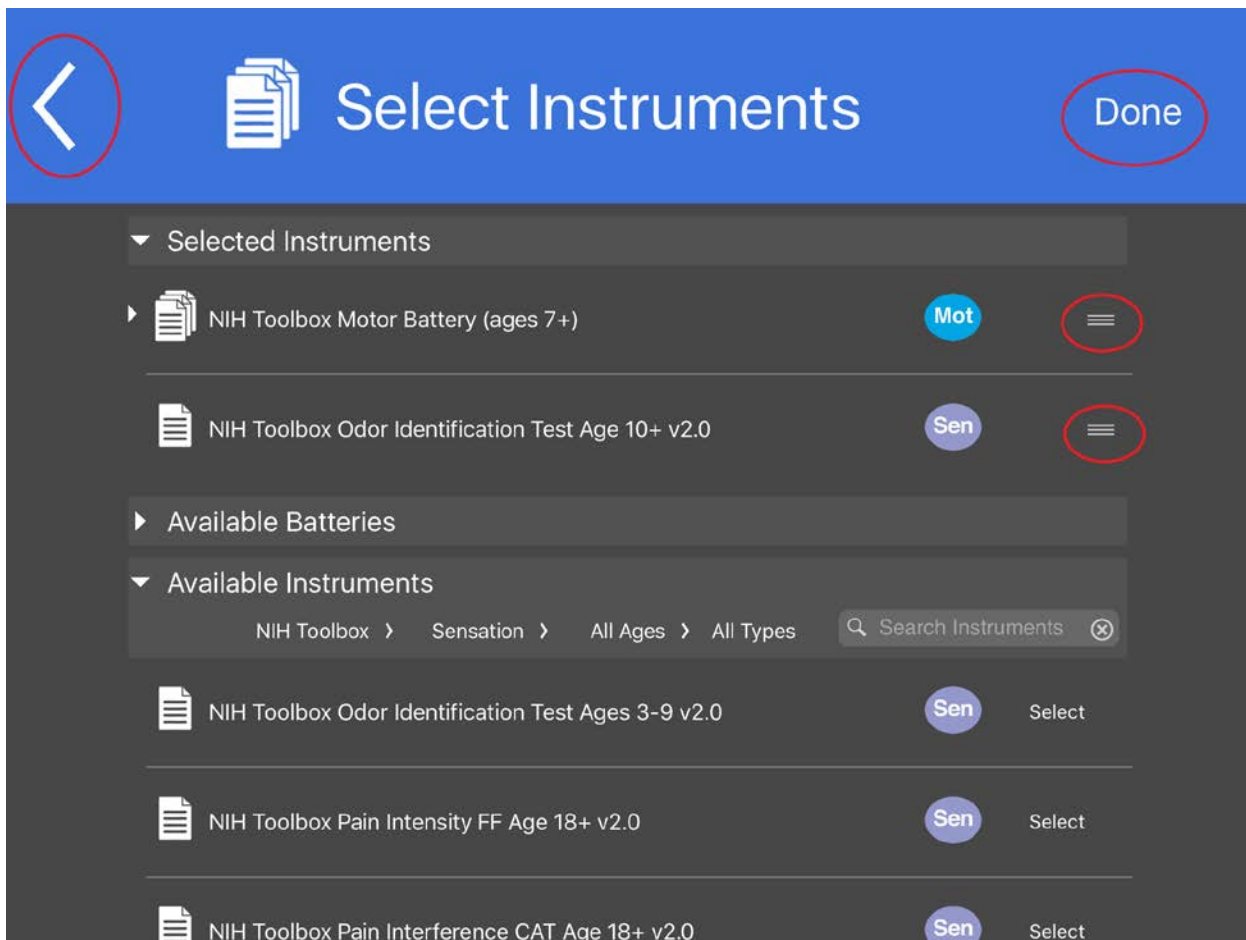 Select Instruments
Done
Selected Instruments
NIH Toolbox Motor Battery (ages 7+)
Mot
NIH Toolbox Odor Identification Test Age 10+ v2.0
Sen
Available Batteries
Available Instruments
NIH Toolbox Sensation All Ages All Types Search Instruments
NIH Toolbox Odor Identification Test Ages 3-9 v2.0
Sen
Select
NIH Toolbox Pain Intensity FF Age 18+ v2.0
Sen
Select
NIH Toolbox Pain Interference CAT Age 18+ v2.0
Sen
Select